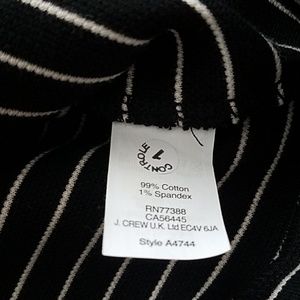 CONTROLE
1
99% Cotton
1% Spandex
RN77388
CA56445
J. CREW U.K. Ltd EC4V 6JA
Style A4744